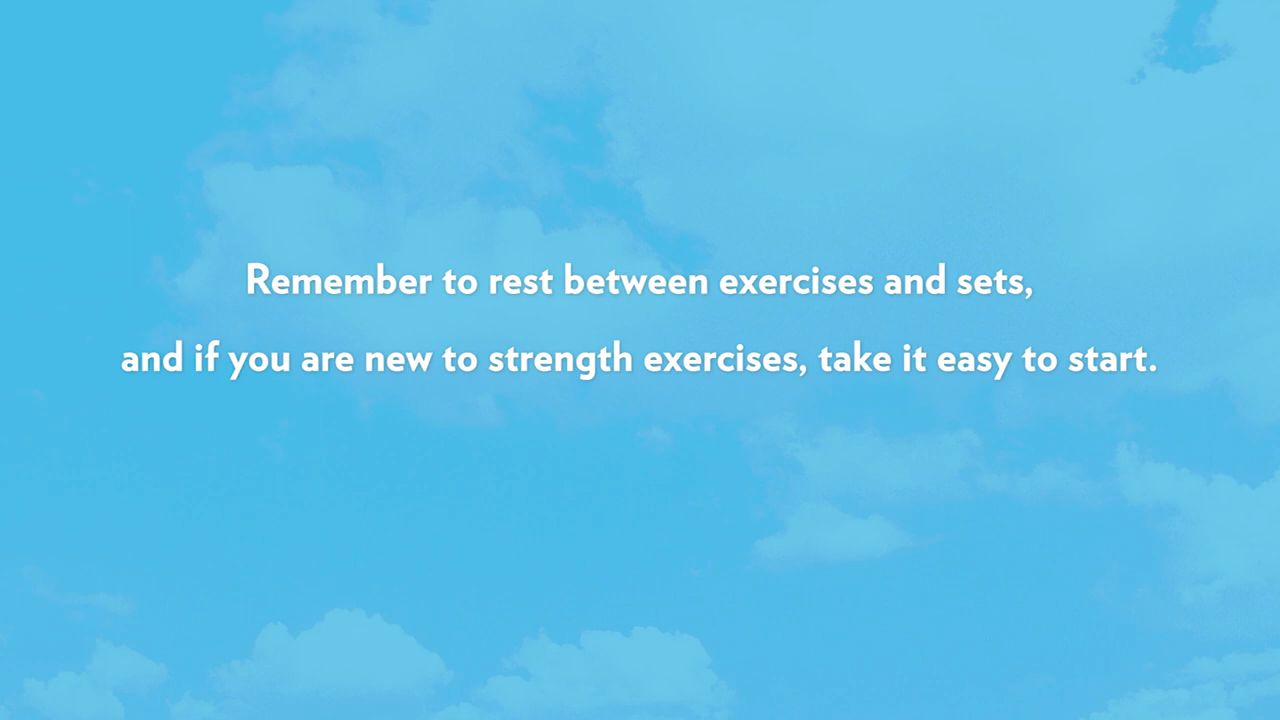 Remember to rest between exercises and sets,
and if you are new to strength exercises, take it easy to start.